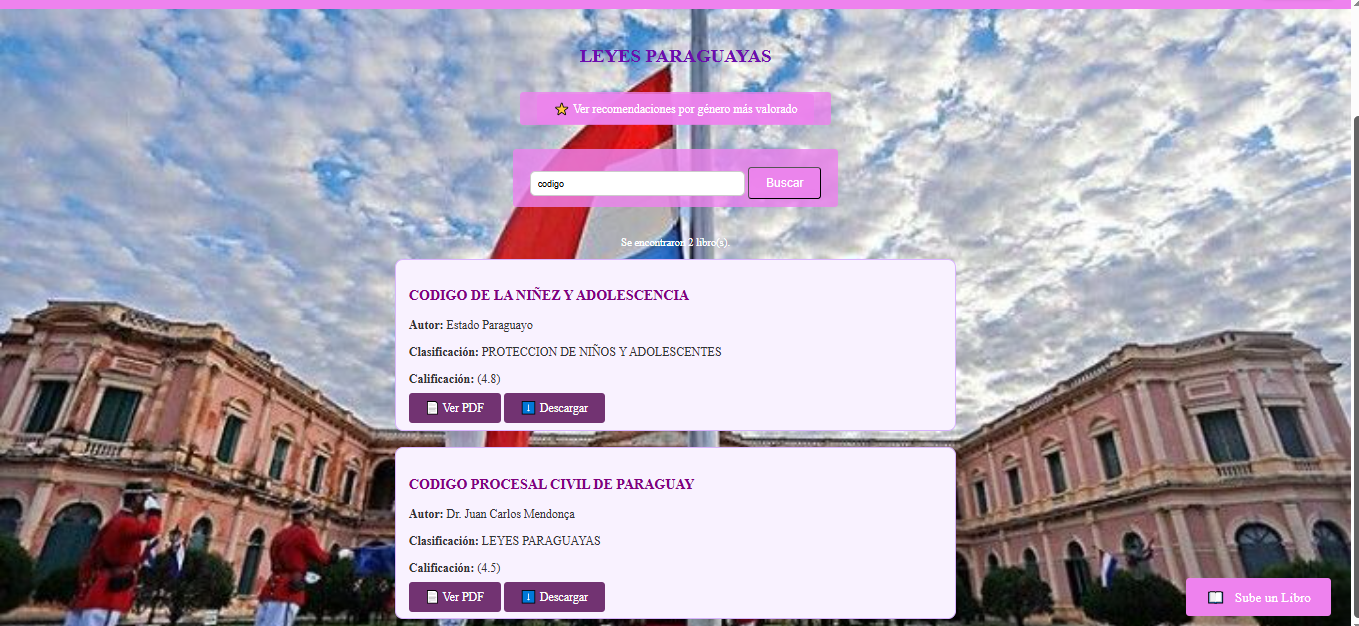 LEYES PARAGUAYAS
⭐ Ver recomendaciones por género más valorado
codigo Buscar
Se encontraron 2 libro(s).
CODIGO DE LA NIÑEZ Y ADOLESCENCIA
Autor: Estado Paraguayo
Clasificación: PROTECCION DE NIÑOS Y ADOLESCENTES
Calificación: (4.8)
📄 Ver PDF ⬇️ Descargar
CODIGO PROCESAL CIVIL DE PARAGUAY
Autor: Dr. Juan Carlos Mendonça
Clasificación: LEYES PARAGUAYAS
Calificación: (4.5)
📄 Ver PDF ⬇️ Descargar
📖 Sube un Libro